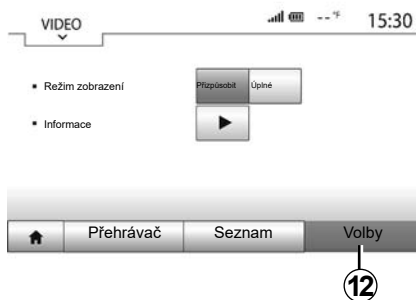 VIDEO --°F 15:30
▪ Režim zobrazení Přizpůsobit Úplné
▪ Informace
Přehrávač Seznam Volby
12